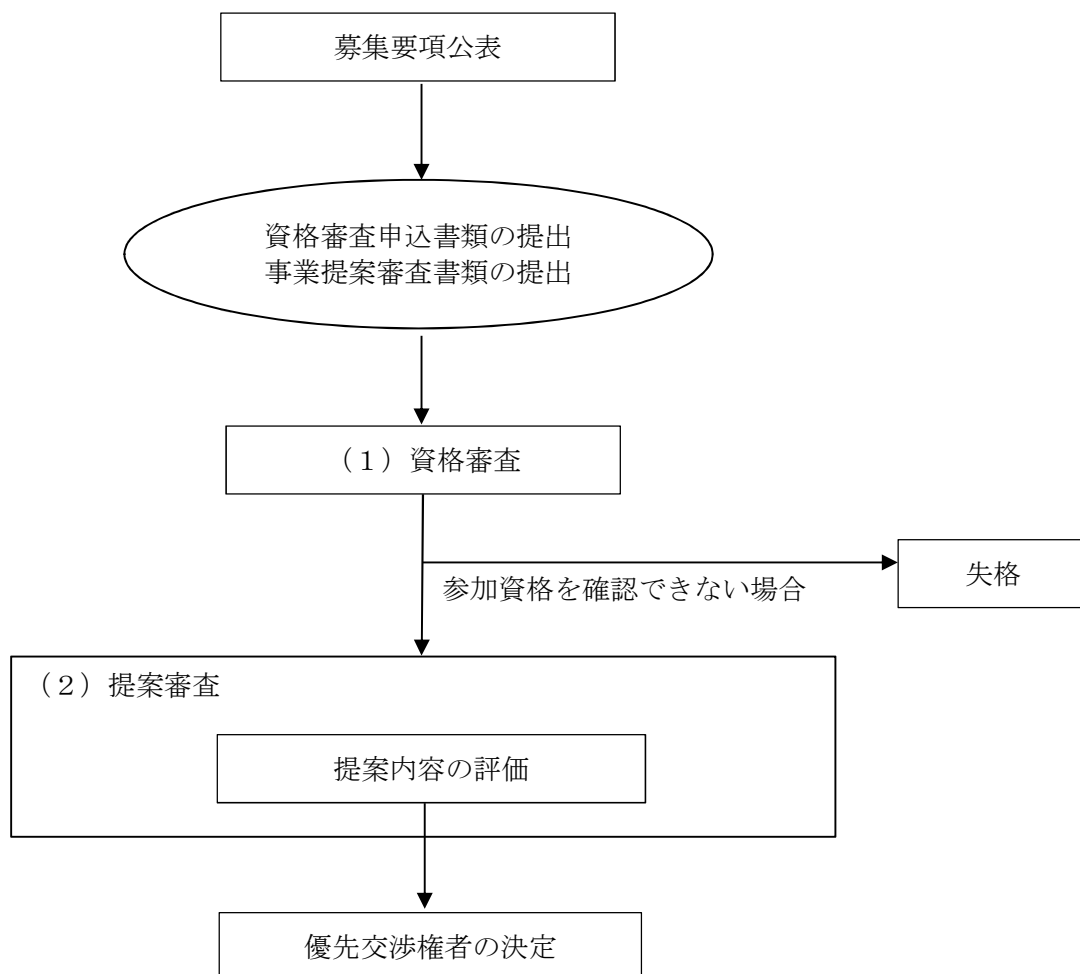 募集要項公表
資格審査申込書類の提出
事業提案審査書類の提出
（１）資格審査
失格
参加資格を確認できない場合
（２）提案審査
提案内容の評価
優先交渉権者の決定